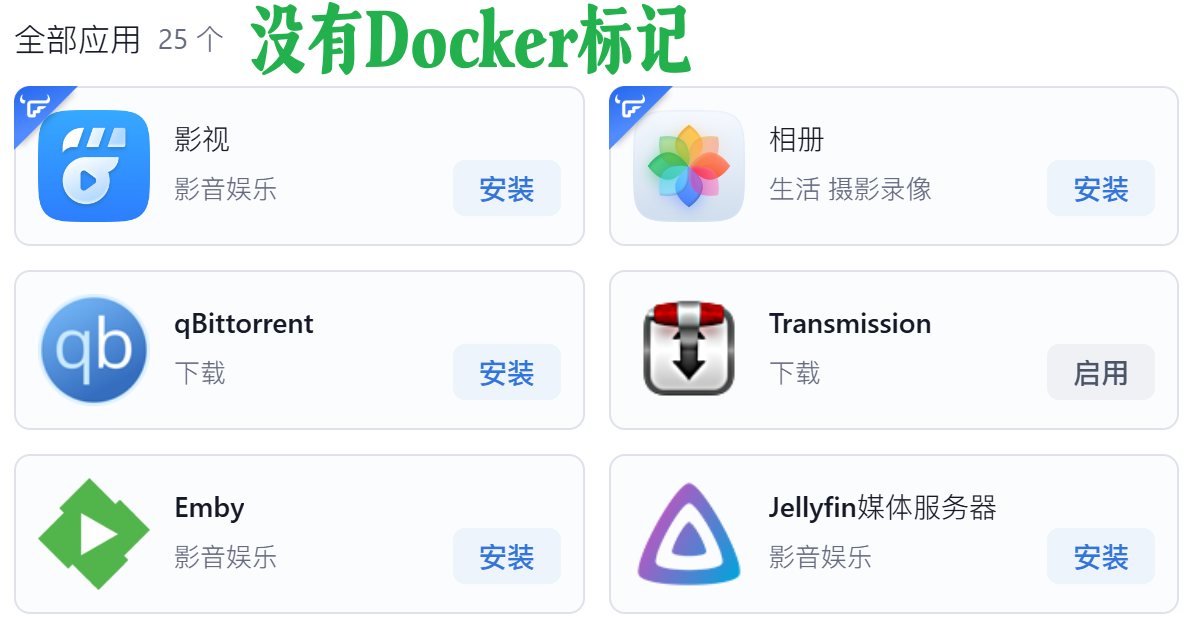 全部应用 25 个 没有Docker标记
影视
影音娱乐
安装
相册
生活 摄影录像
安装
qb
qBittorrent
下载
安装
Transmission
下载
启用
Emby
影音娱乐
安装
Jellyfin媒体服务器
影音娱乐
安装